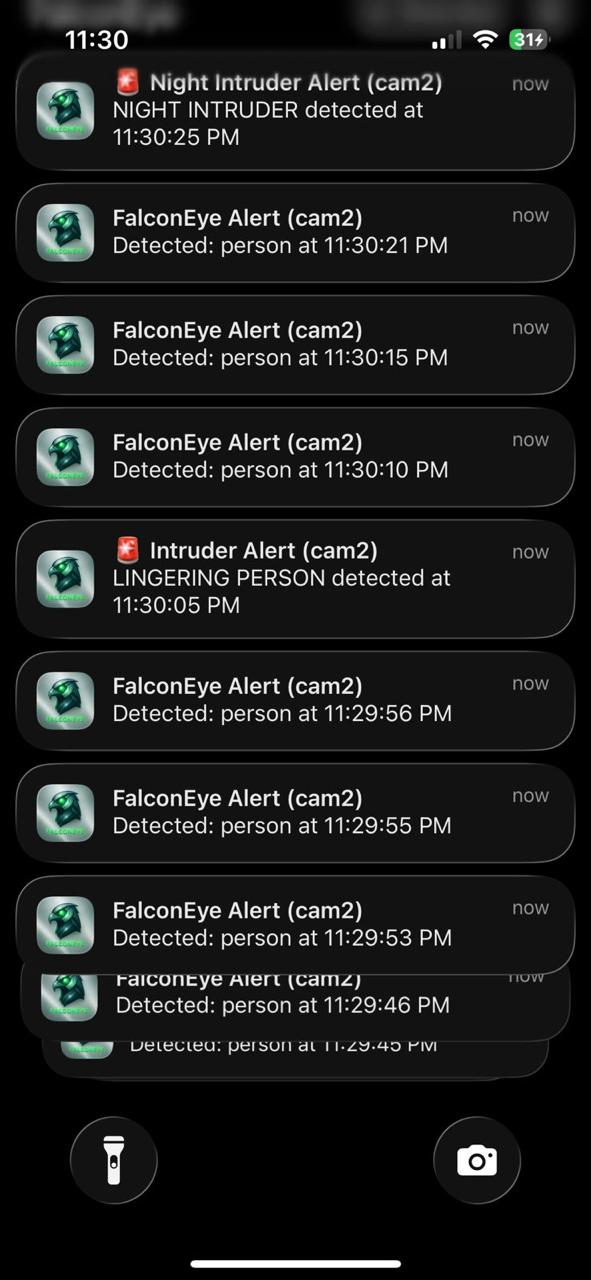 11:30
31
🚨 Night Intruder Alert (cam2)
now
NIGHT INTRUDER detected at
11:30:25 PM
FalconEye Alert (cam2)
now
Detected: person at 11:30:21 PM
FalconEye Alert (cam2)
now
Detected: person at 11:30:15 PM
FalconEye Alert (cam2)
now
Detected: person at 11:30:10 PM
🚨 Intruder Alert (cam2)
now
LINGERING PERSON detected at
11:30:05 PM
FalconEye Alert (cam2)
now
Detected: person at 11:29:56 PM
FalconEye Alert (cam2)
now
Detected: person at 11:29:55 PM
FalconEye Alert (cam2)
now
Detected: person at 11:29:53 PM
FalconEye Alert (cam2)
now
Detected: person at 11:29:46 PM
Detected: person at 11:29:45 PM